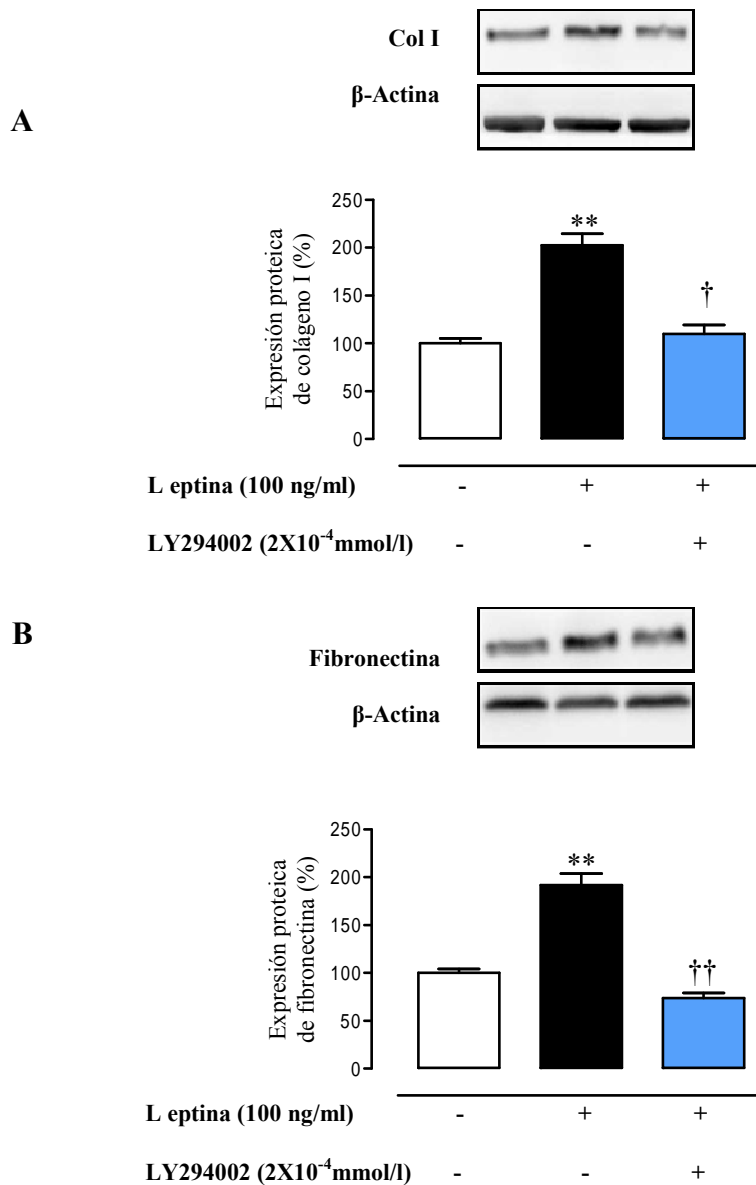 Col I
β-Actina
A
Expresión proteica
de colágeno I (%)
250
200
150
100
50
0
**
†
L eptina (100 ng/ml) - + +
LY294002 (2X10⁻⁴mmol/l) - - +
B
Fibronectina
β-Actina
Expresión proteica
de fibronectina (%)
250
200
150
100
50
0
**
††
L eptina (100 ng/ml) - + +
LY294002 (2X10⁻⁴mmol/l) - - +